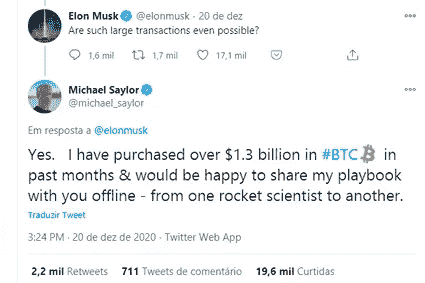 Elon Musk @elonmusk · 20 de dez
Are such large transactions even possible?
1,6 mil 1,7 mil 17,1 mil
Michael Saylor
@michael_saylor
Em resposta a @elonmusk
Yes. I have purchased over $1.3 billion in #BTC in
past months & would be happy to share my playbook
with you offline - from one rocket scientist to another.
Traduzir Tweet
3:24 PM · 20 de dez de 2020 · Twitter Web App
2,2 mil Retweets 711 Tweets de comentário 19,6 mil Curtidas